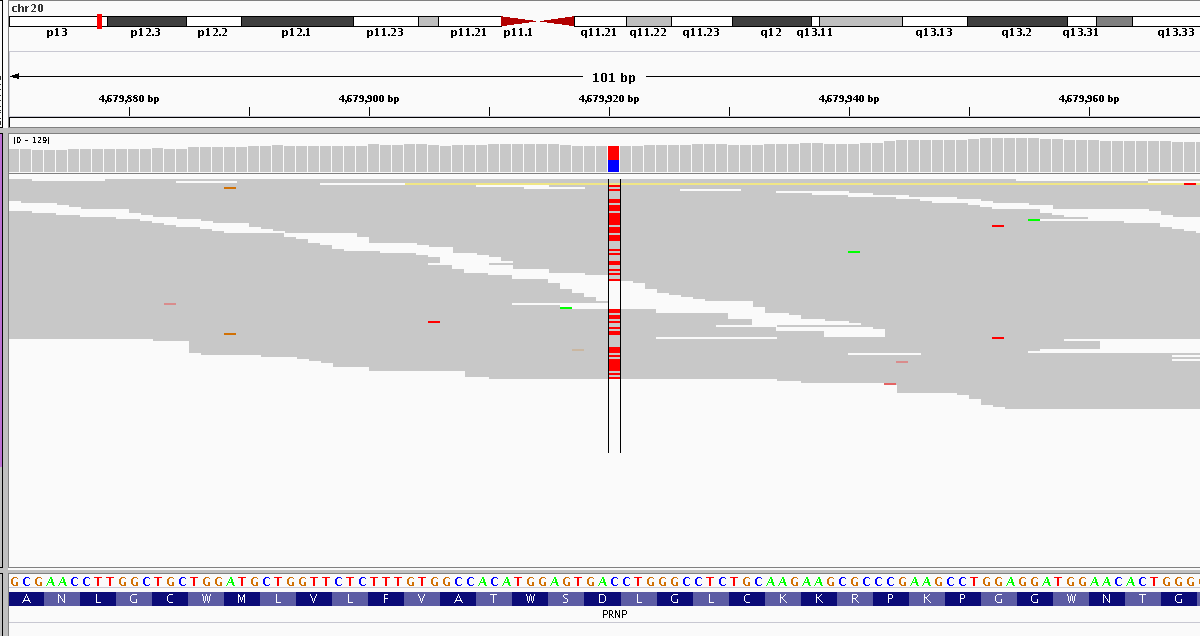 chr20
p13 p12.3 p12.2 p12.1 p11.23 p11.21 p11.1 q11.21 q11.22 q11.23 q12 q13.11 q13.13 q13.2 q13.31 q13.33
101 bp
4,679,880 bp 4,679,900 bp 4,679,920 bp 4,679,940 bp 4,679,960 bp
[0 - 129]
GCGAACCTTGGCTGCTGGATGCTGGTTCTCTTTGTGGCCACATGGAGTGACCTGGGCCTCTGCAAGAAGCGCCCGAAGCCTGGAGGATGGAACACTGGG
A N L G C W M L V L F V A T W S D L G L C K K R P K P G G W N T G
PRNP